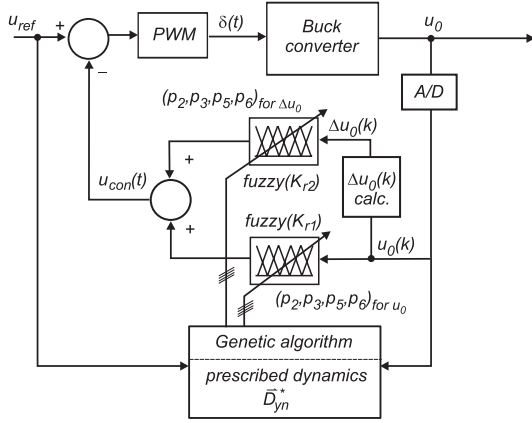 u_ref
+
−
PWM
δ(t)
Buck
converter
u_0
A/D
(p_2,p_3,p_5,p_6)_for Δu_0
Δu_0(k)
+
fuzzy(K_r2)
Δu_0(k)
calc.
u_con(t)
fuzzy(K_r1)
+
u_0(k)
(p_2,p_3,p_5,p_6)_for u_0
Genetic algorithm
prescribed dynamics
D⃗_yn^*